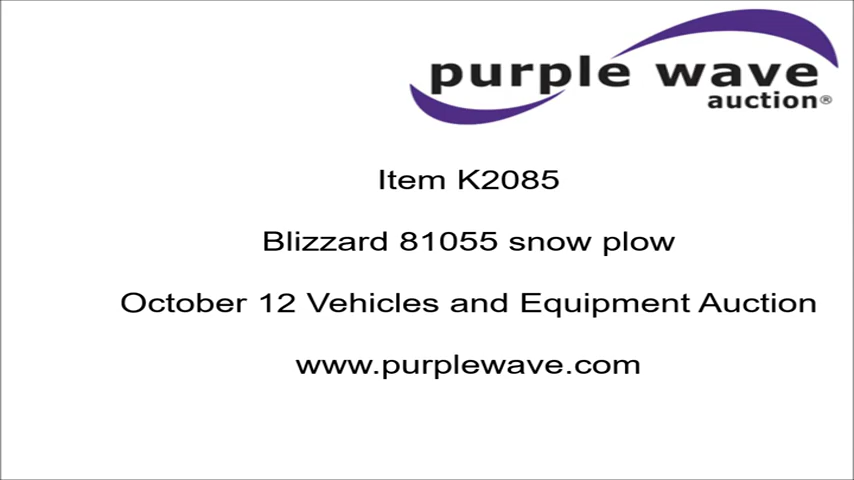 purple wave
auction®
Item K2085
Blizzard 81055 snow plow
October 12 Vehicles and Equipment Auction
www.purplewave.com